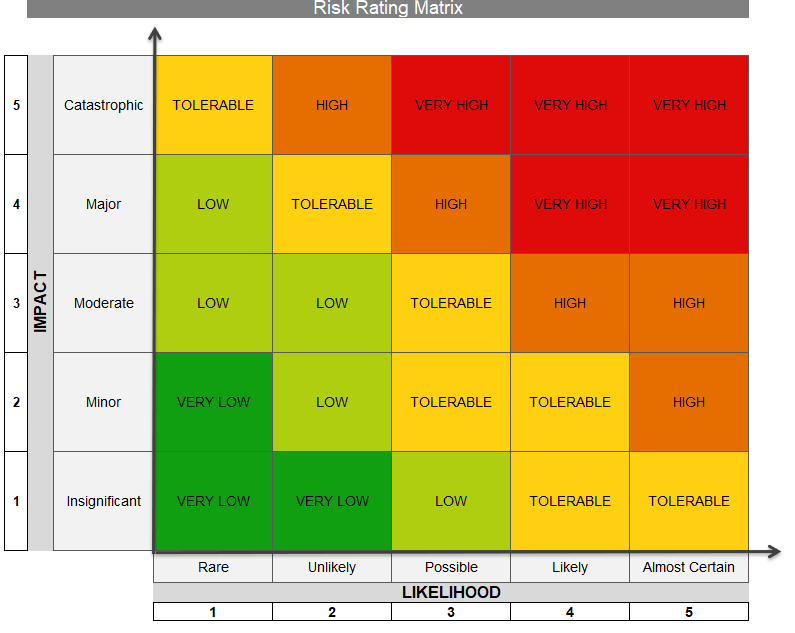 Risk Rating Matrix
5 Catastrophic TOLERABLE HIGH VERY HIGH VERY HIGH VERY HIGH
4 Major LOW TOLERABLE HIGH VERY HIGH VERY HIGH
IMPACT
3 Moderate LOW LOW TOLERABLE HIGH HIGH
2 Minor VERY LOW LOW TOLERABLE TOLERABLE HIGH
1 Insignificant VERY LOW VERY LOW LOW TOLERABLE TOLERABLE
Rare Unlikely Possible Likely Almost Certain
LIKELIHOOD
1 2 3 4 5